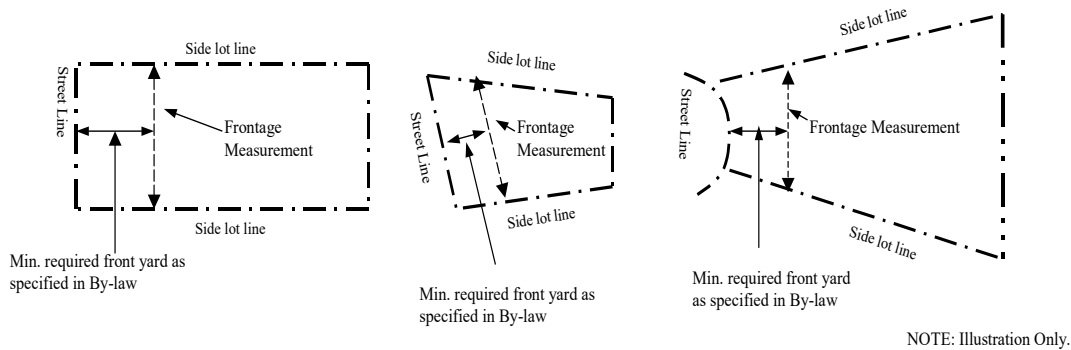 Side lot line
Street Line
Frontage
Measurement
Side lot line
Min. required front yard as
specified in By-law
Side lot line
Street Line
Frontage
Measurement
Side lot line
Min. required front yard as
specified in By-law
Side lot line
Street Line
Frontage Measurement
Side lot line
Min. required front yard
as specified in By-law
NOTE: Illustration Only.